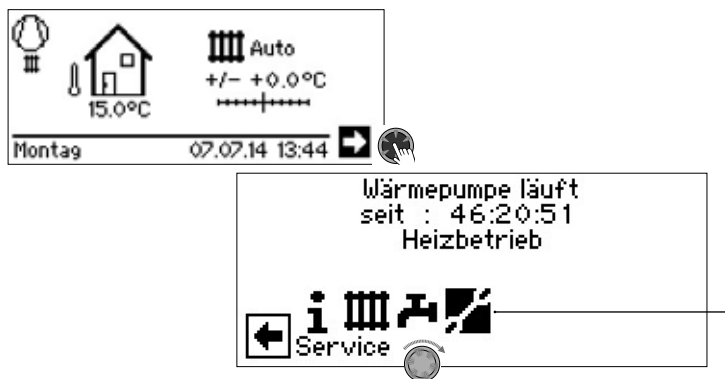 Auto
+/- +0.0°C
15.0°C
Montag 07.07.14 13:44
Wärmepumpe läuft
seit : 46:20:51
Heizbetrieb
Service